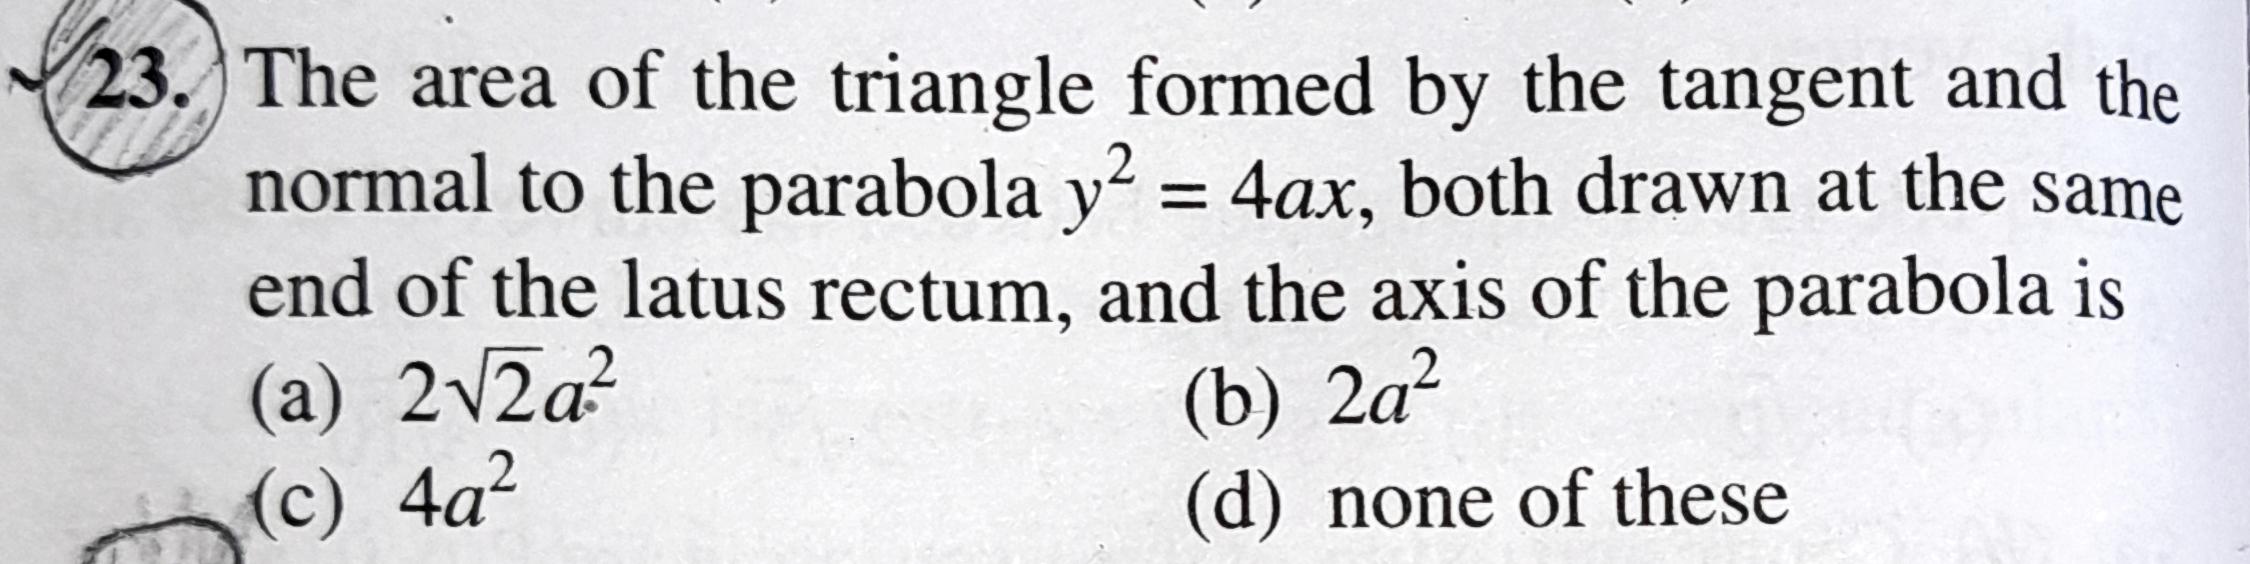 23. The area of the triangle formed by the tangent and the
normal to the parabola y² = 4ax, both drawn at the same
end of the latus rectum, and the axis of the parabola is
(a) 2√2a² (b) 2a²
(c) 4a² (d) none of these